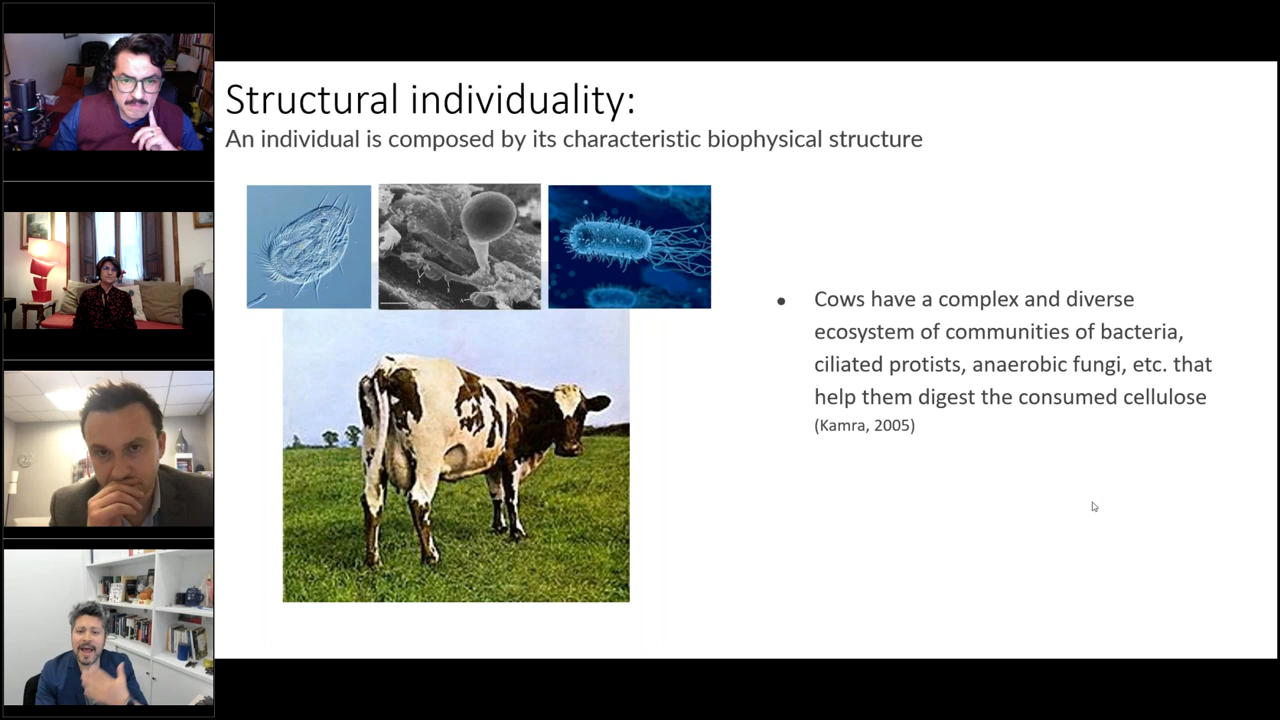 Structural individuality:
An individual is composed by its characteristic biophysical structure
• Cows have a complex and diverse
ecosystem of communities of bacteria,
ciliated protists, anaerobic fungi, etc. that
help them digest the consumed cellulose
(Kamra, 2005)